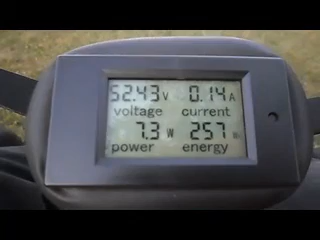 52.43V 0.14A
voltage current
7.3 W 257
power energy